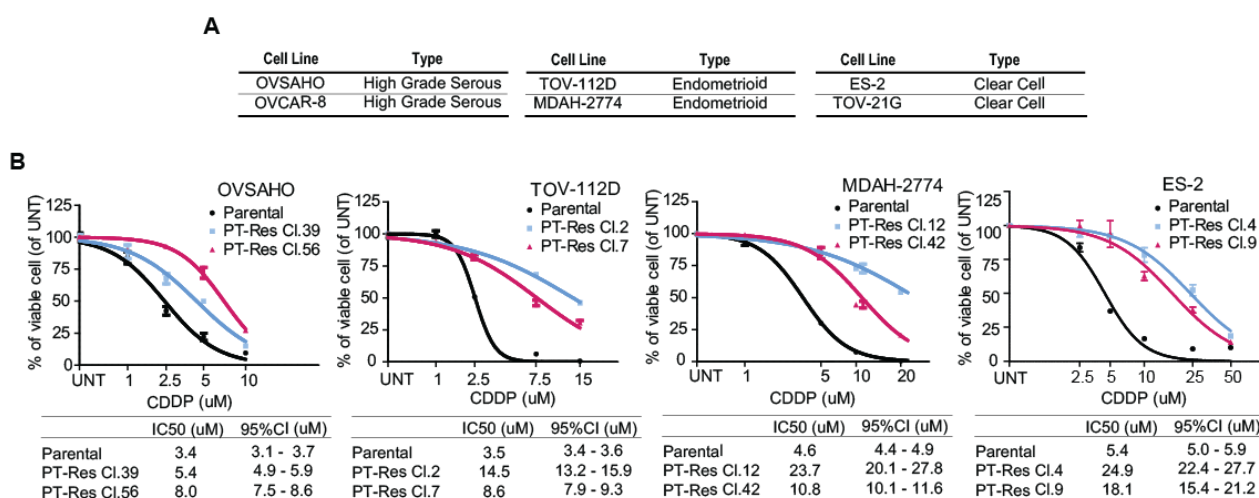 A
Cell Line Type Cell Line Type Cell Line Type
OVSAHO High Grade Serous TOV-112D Endometrioid ES-2 Clear Cell
OVCAR-8 High Grade Serous MDAH-2774 Endometrioid TOV-21G Clear Cell
B
OVSAHO
Parental
PT-Res Cl.39
PT-Res Cl.56
% of viable cell (of UNT)
125
100
75
50
25
0
UNT 1 2.5 5 10
CDDP (uM)
IC50 (uM) 95%CI (uM)
Parental 3.4 3.1 - 3.7
PT-Res Cl.39 5.4 4.9 - 5.9
PT-Res Cl.56 8.0 7.5 - 8.6
TOV-112D
Parental
PT-Res Cl.2
PT-Res Cl.7
% of viable cell (of UNT)
125
100
75
50
25
0
UNT 1 2.5 7.5 15
CDDP (uM)
IC50 (uM) 95%CI (uM)
Parental 3.5 3.4 - 3.6
PT-Res Cl.2 14.5 13.2 - 15.9
PT-Res Cl.7 8.6 7.9 - 9.3
MDAH-2774
Parental
PT-Res Cl.12
PT-Res Cl.42
% of viable cell (of UNT)
125
100
75
50
25
0
UNT 1 5 10 20
CDDP (uM)
IC50 (uM) 95%CI (uM)
Parental 4.6 4.4 - 4.9
PT-Res Cl.12 23.7 20.1 - 27.8
PT-Res Cl.42 10.8 10.1 - 11.6
ES-2
Parental
PT-Res Cl.4
PT-Res Cl.9
% of viable cell (of UNT)
125
100
75
50
25
0
UNT 2.5 5 10 25 50
CDDP (uM)
IC50 (uM) 95%CI (uM)
Parental 5.4 5.0 - 5.9
PT-Res Cl.4 24.9 22.4 - 27.7
PT-Res Cl.9 18.1 15.4 - 21.2